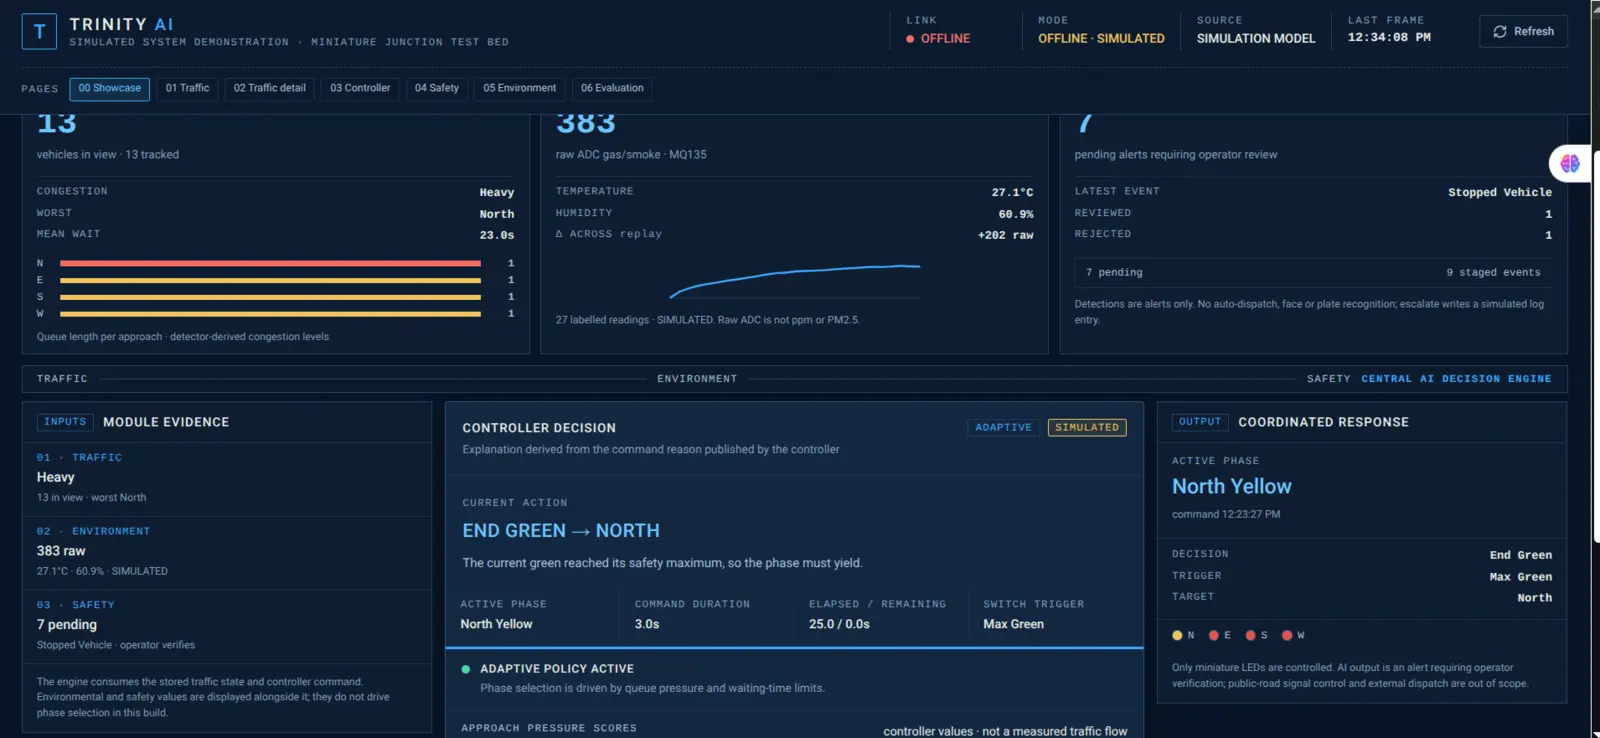 T
TRINITY AI
SIMULATED SYSTEM DEMONSTRATION · MINIATURE JUNCTION TEST BED
LINK
OFFLINE
MODE
OFFLINE · SIMULATED
SOURCE
SIMULATION MODEL
LAST FRAME
12:34:08 PM
Refresh
PAGES
00 Showcase
01 Traffic
02 Traffic detail
03 Controller
04 Safety
05 Environment
06 Evaluation
13
vehicles in view · 13 tracked
CONGESTION Heavy
WORST North
MEAN WAIT 23.0s
N 1
E 1
S 1
W 1
Queue length per approach · detector-derived congestion levels
383
raw ADC gas/smoke · MQ135
TEMPERATURE 27.1°C
HUMIDITY 60.9%
Δ ACROSS replay +202 raw
27 labelled readings · SIMULATED. Raw ADC is not ppm or PM2.5.
7
pending alerts requiring operator review
LATEST EVENT Stopped Vehicle
REVIEWED 1
REJECTED 1
7 pending 9 staged events
Detections are alerts only. No auto-dispatch, face or plate recognition; escalate writes a simulated log
entry.
TRAFFIC ENVIRONMENT SAFETY CENTRAL AI DECISION ENGINE
INPUTS MODULE EVIDENCE
01 · TRAFFIC
Heavy
13 in view · worst North
02 · ENVIRONMENT
383 raw
27.1°C · 60.9% · SIMULATED
03 · SAFETY
7 pending
Stopped Vehicle · operator verifies
The engine consumes the stored traffic state and controller command.
Environmental and safety values are displayed alongside it; they do not drive
phase selection in this build.
CONTROLLER DECISION ADAPTIVE SIMULATED
Explanation derived from the command reason published by the controller
CURRENT ACTION
END GREEN → NORTH
The current green reached its safety maximum, so the phase must yield.
ACTIVE PHASE COMMAND DURATION ELAPSED / REMAINING SWITCH TRIGGER
North Yellow 3.0s 25.0 / 0.0s Max Green
ADAPTIVE POLICY ACTIVE
Phase selection is driven by queue pressure and waiting-time limits.
APPROACH PRESSURE SCORES controller values · not a measured traffic flow
OUTPUT COORDINATED RESPONSE
ACTIVE PHASE
North Yellow
command 12:23:27 PM
DECISION End Green
TRIGGER Max Green
TARGET North
N E S W
Only miniature LEDs are controlled. AI output is an alert requiring operator
verification; public-road signal control and external dispatch are out of scope.